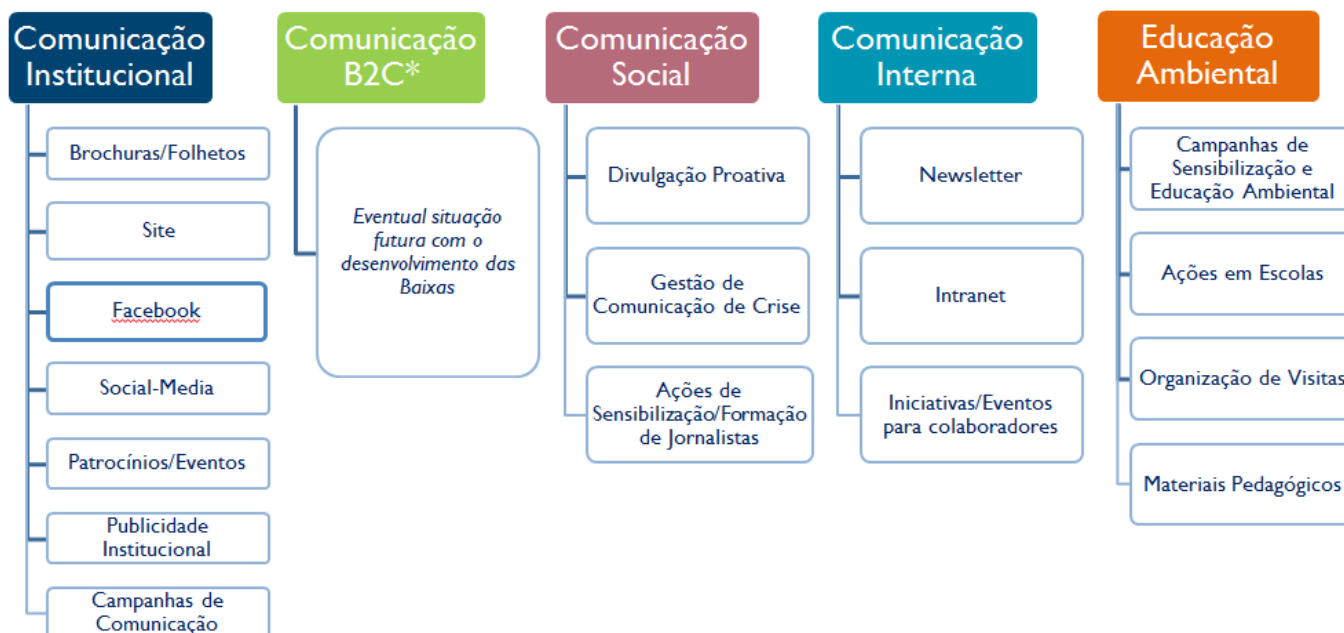 Comunicação
Institucional
Brochuras/Folhetos
Site
Facebook
Social-Media
Patrocínios/Eventos
Publicidade
Institucional
Campanhas de
Comunicação
Comunicação
B2C*
Eventual situação
futura com o
desenvolvimento das
Baixas
Comunicação
Social
Divulgação Proativa
Gestão de
Comunicação de Crise
Ações de
Sensibilização/Formação
de Jornalistas
Comunicação
Interna
Newsletter
Intranet
Iniciativas/Eventos
para colaboradores
Educação
Ambiental
Campanhas de
Sensibilização e
Educação Ambiental
Ações em Escolas
Organização de Visitas
Materiais Pedagógicos